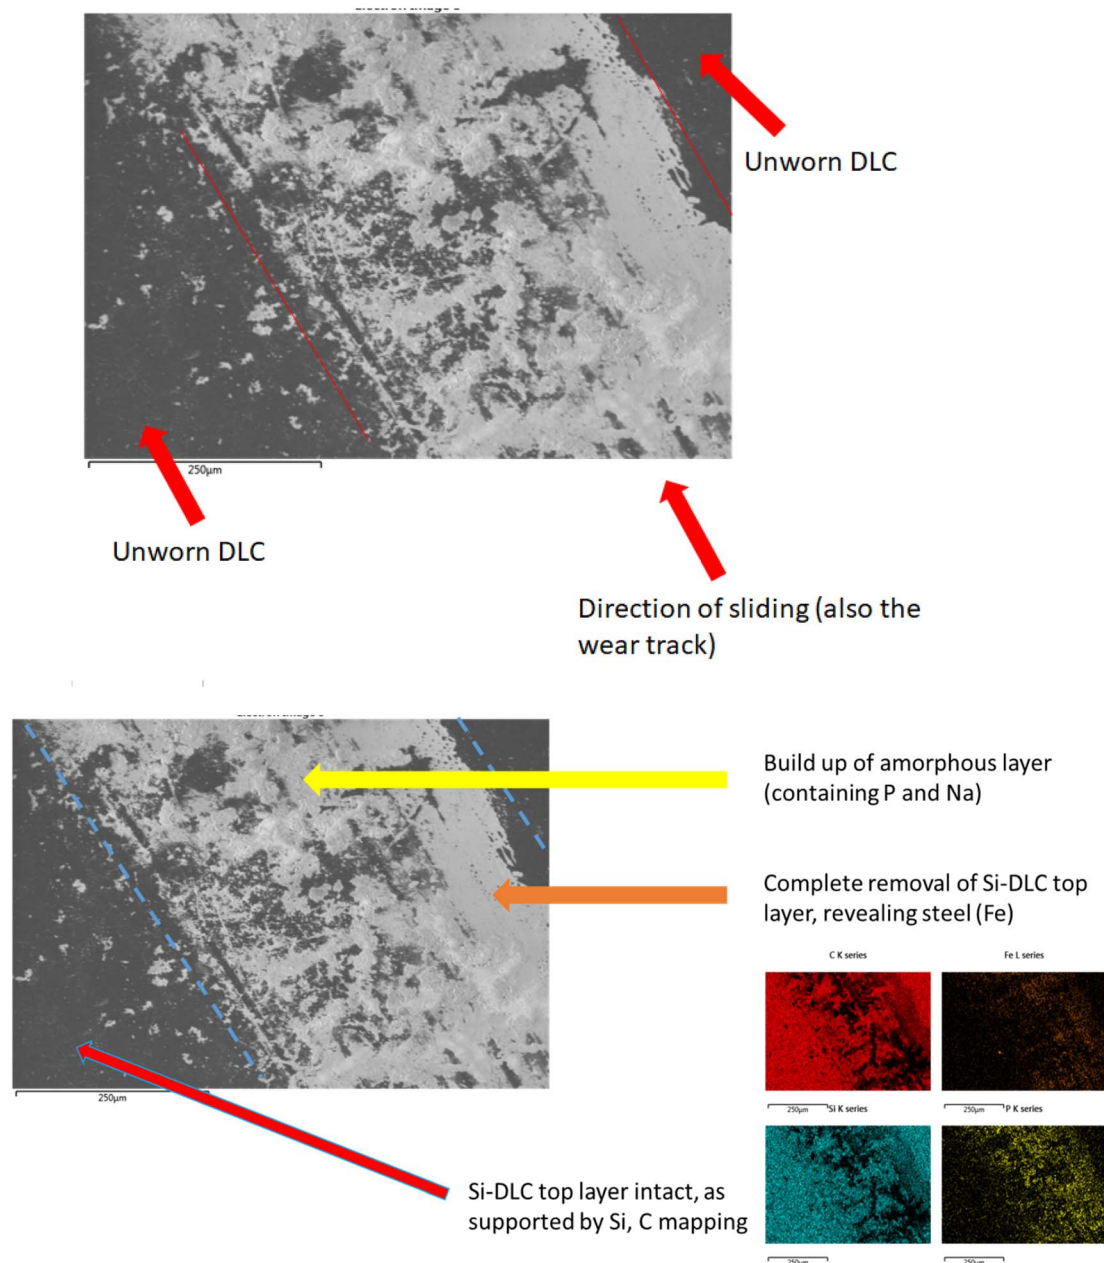 Unworn DLC
250µm
Unworn DLC
Direction of sliding (also the
wear track)
Build up of amorphous layer
(containing P and Na)
Complete removal of Si-DLC top
layer, revealing steel (Fe)
C K series
Fe L series
250µm
250µm
250µm
Si K series
P K series
Si-DLC top layer intact, as
supported by Si, C mapping
250µm
250µm